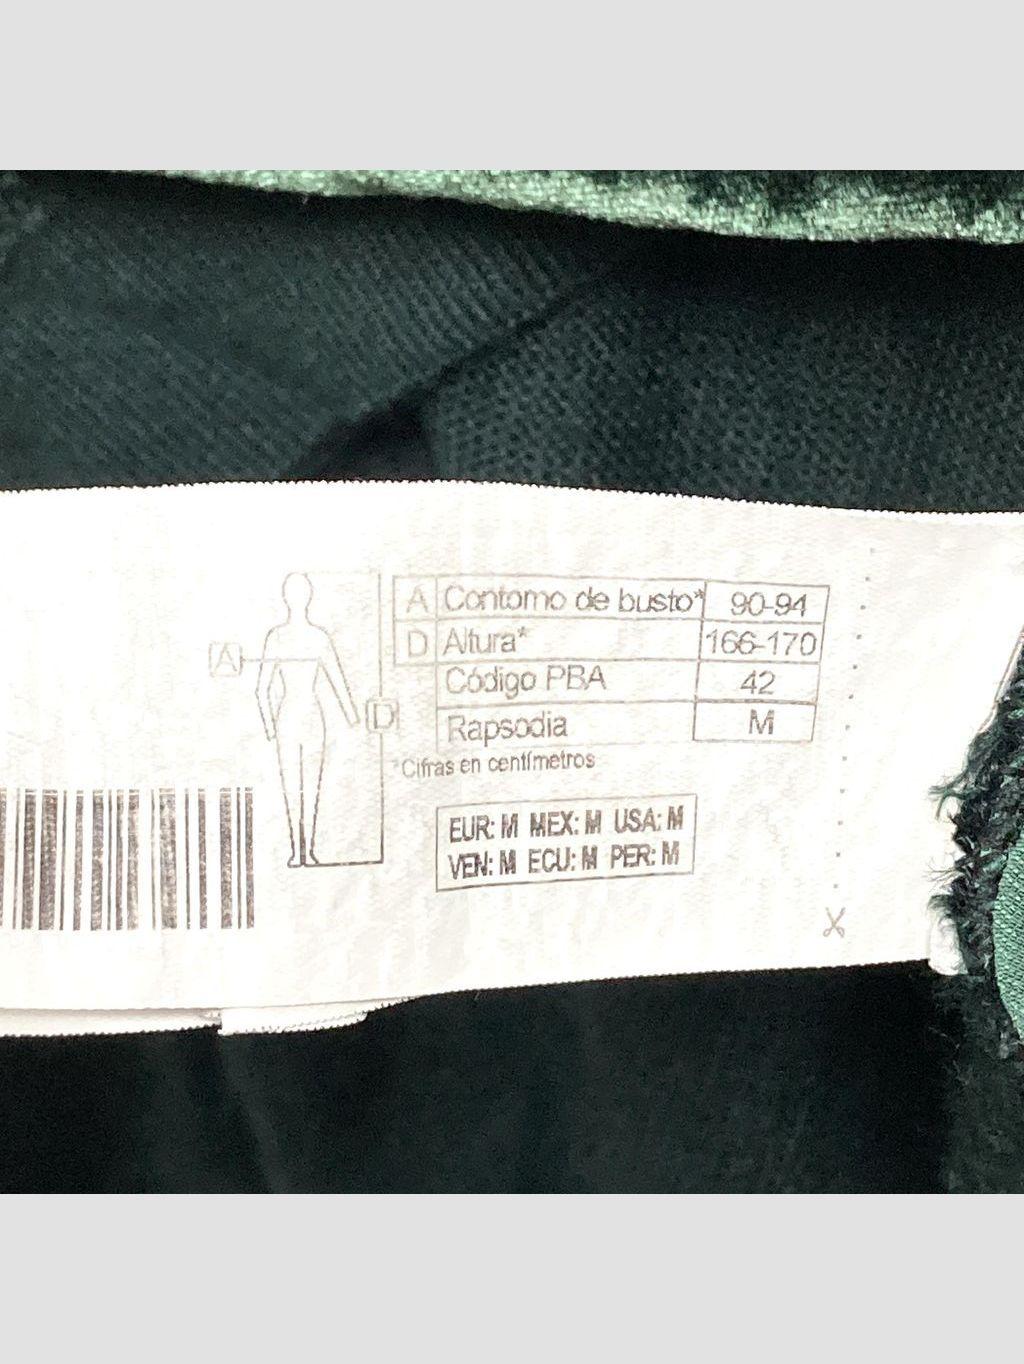 A Contorno de busto* 90-94
D Altura* 166-170
Código PBA 42
Rapsodia M
*Cifras en centímetros
A
D
EUR: M MEX: M USA: M
VEN: M ECU: M PER: M